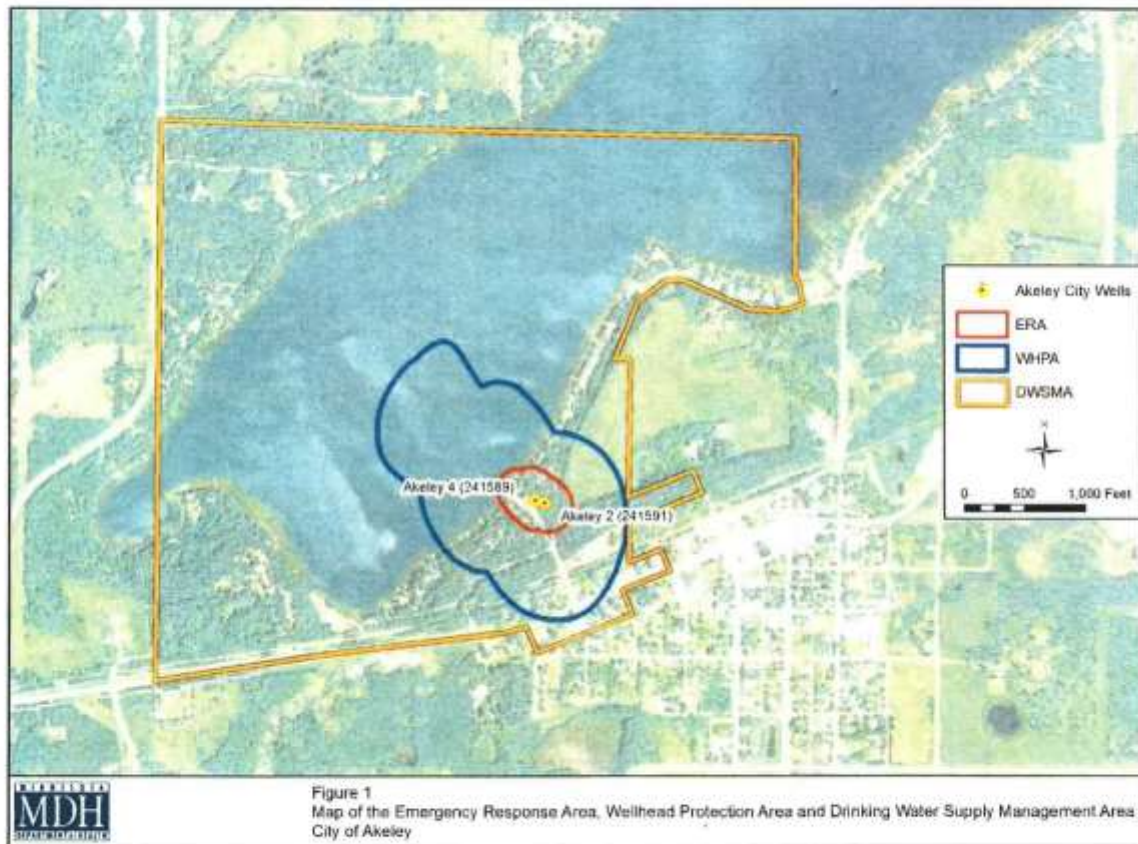 Akeley City Wells
ERA
WHPA
DWSMA
N
0 500 1,000 Feet
Akeley 4 (241589)
Akeley 2 (241591)
MINNESOTA
MDH
Figure 1
Map of the Emergency Response Area, Wellhead Protection Area and Drinking Water Supply Management Area
City of Akeley